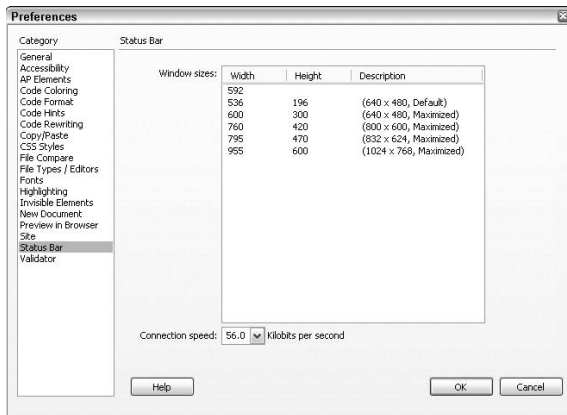 Preferences
Category
General
Accessibility
AP Elements
Code Coloring
Code Format
Code Hints
Code Rewriting
Copy/Paste
CSS Styles
File Compare
File Types / Editors
Fonts
Highlighting
Invisible Elements
New Document
Preview in Browser
Site
Status Bar
Validator
Status Bar
Window sizes:
Width Height Description
592
536 196 (640 x 480, Default)
600 300 (640 x 480, Maximized)
760 420 (800 x 600, Maximized)
795 470 (832 x 624, Maximized)
955 600 (1024 x 768, Maximized)
Connection speed: 56.0 Kilobits per second
Help OK Cancel